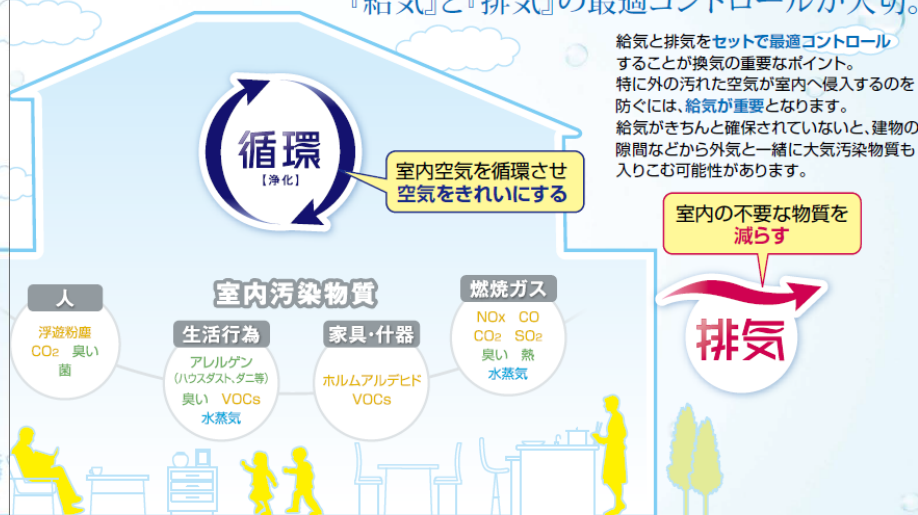 『給気』と『排気』の最適コントロールが大切。
給気と排気をセットで最適コントロール
することが換気の重要なポイント。
特に外の汚れた空気が室内へ侵入するのを
防ぐには、給気が重要となります。
給気がきちんと確保されていないと、建物の
隙間などから外気と一緒に大気汚染物質も
入りこむ可能性があります。
循環
【浄化】
室内空気を循環させ
空気をきれいにする
室内の不要な物質を
減らす
排気
室内汚染物質
人
浮遊粉塵
CO2 臭い
菌
生活行為
アレルゲン
(ハウスダスト、ダニ等)
臭い VOCs
水蒸気
家具・什器
ホルムアルデヒド
VOCs
燃焼ガス
NOx CO
CO2 SO2
臭い 熱
水蒸気